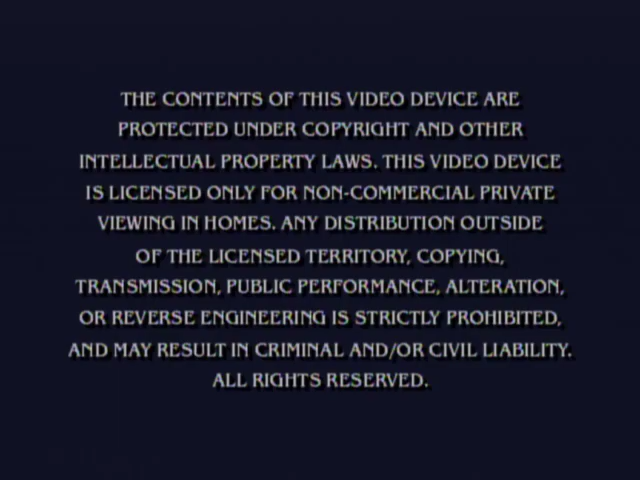 THE CONTENTS OF THIS VIDEO DEVICE ARE
PROTECTED UNDER COPYRIGHT AND OTHER
INTELLECTUAL PROPERTY LAWS. THIS VIDEO DEVICE
IS LICENSED ONLY FOR NON-COMMERCIAL PRIVATE
VIEWING IN HOMES. ANY DISTRIBUTION OUTSIDE
OF THE LICENSED TERRITORY, COPYING,
TRANSMISSION, PUBLIC PERFORMANCE, ALTERATION,
OR REVERSE ENGINEERING IS STRICTLY PROHIBITED,
AND MAY RESULT IN CRIMINAL AND/OR CIVIL LIABILITY.
ALL RIGHTS RESERVED.